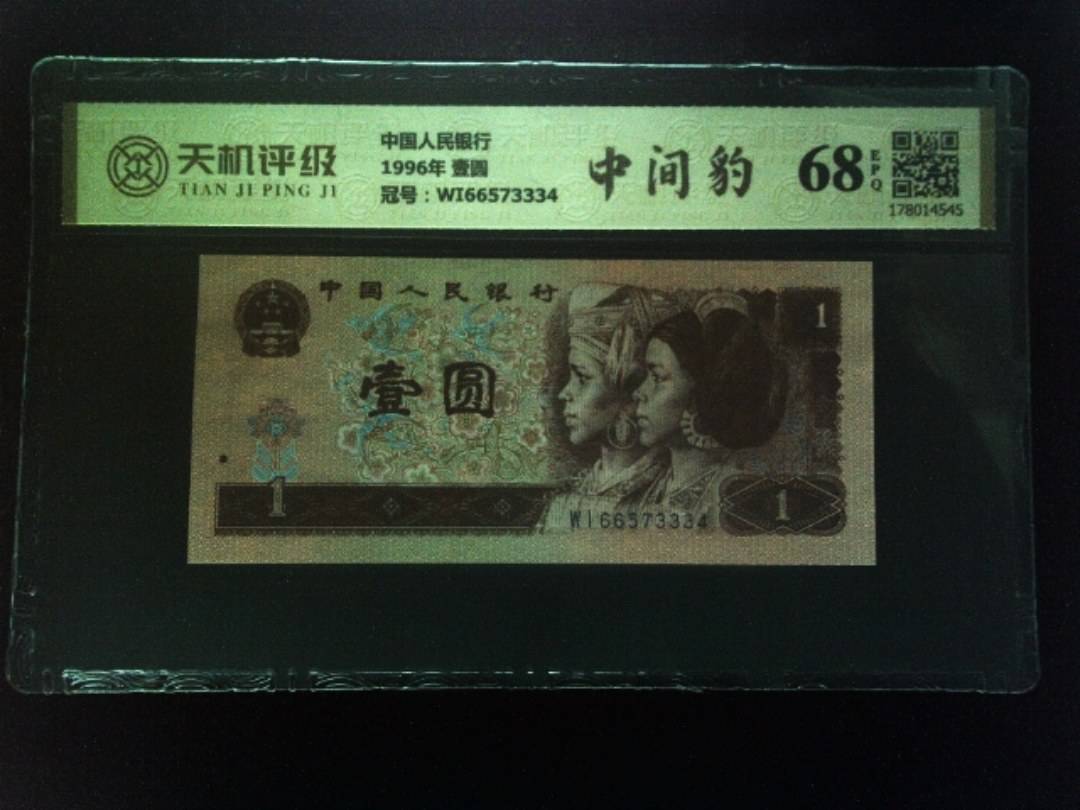 天机评级
TIAN JI PING JI
中国人民银行
1996年 壹圆
冠号：WI66573334
中间豹
68
EPQ
178014545
中国人民银行
1
壹圆
1
1
WI66573334